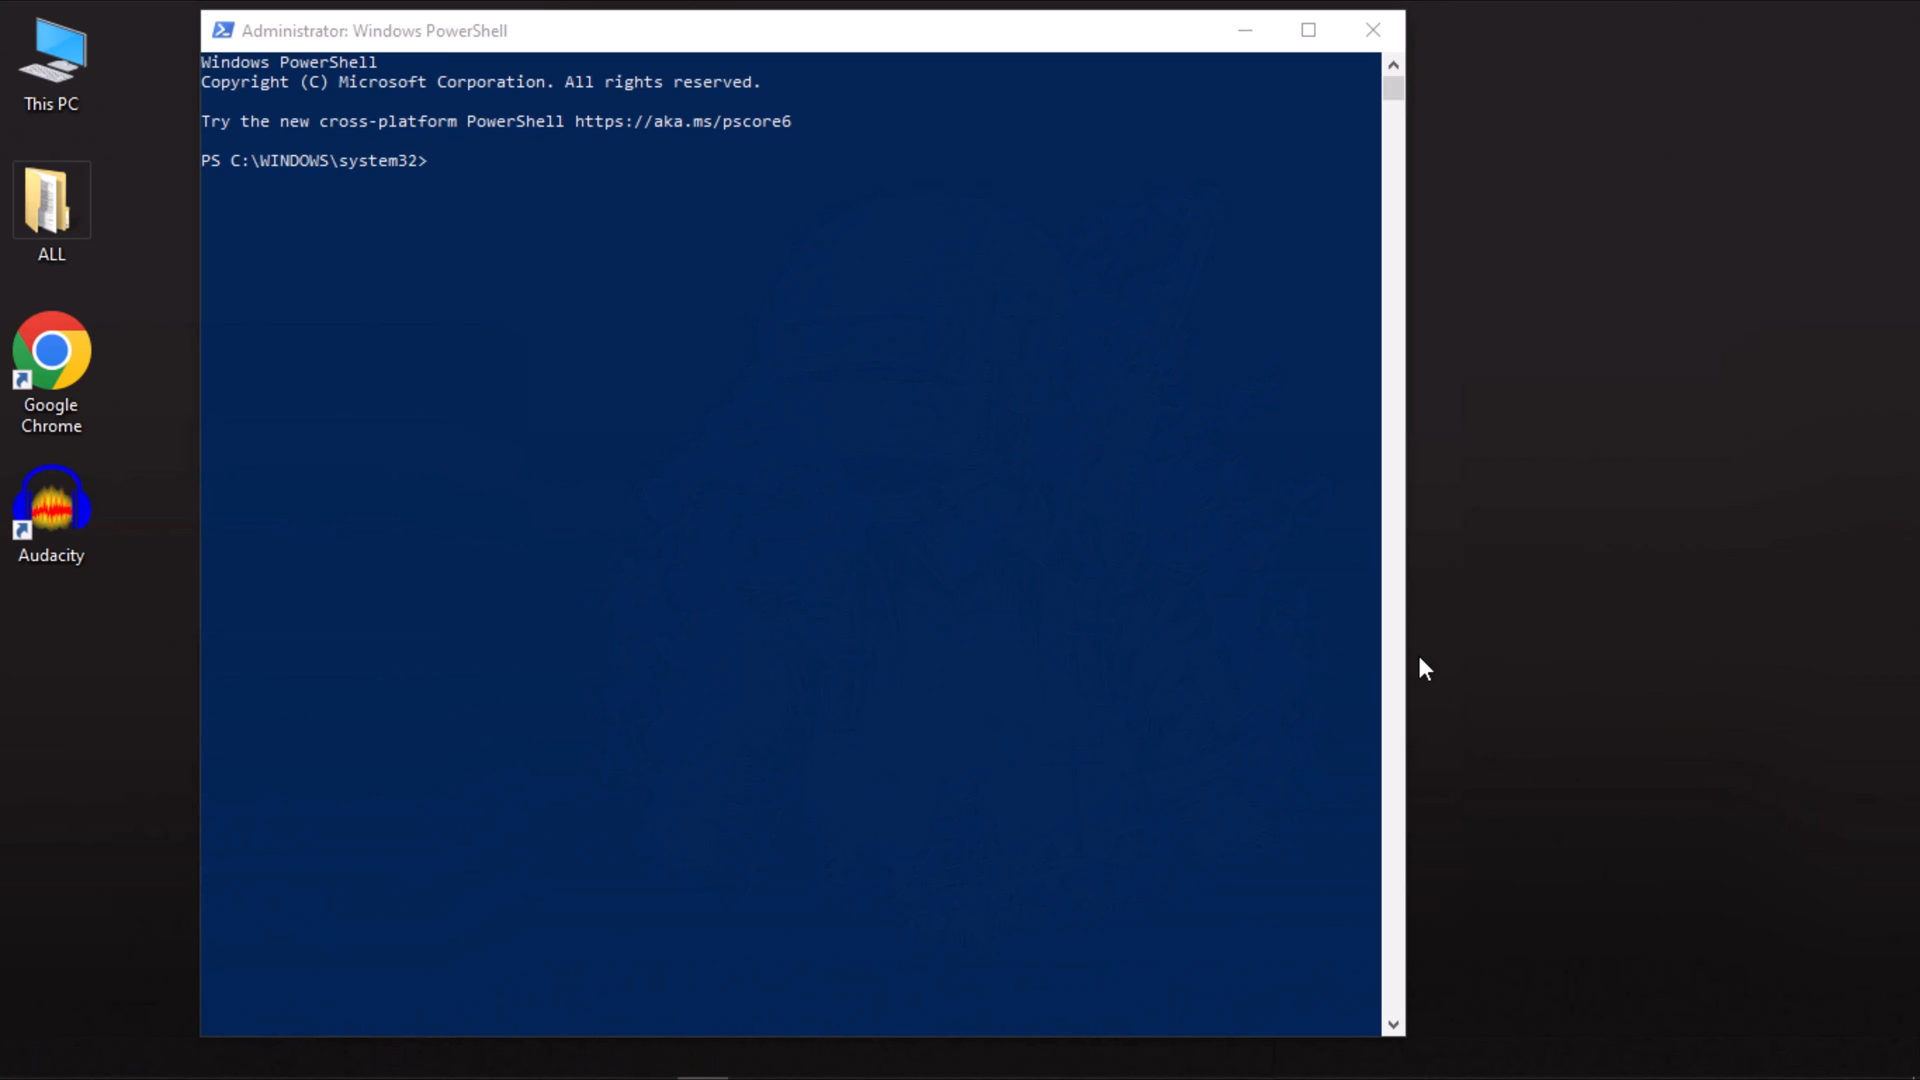 Administrator: Windows PowerShell
Windows PowerShell
Copyright (C) Microsoft Corporation. All rights reserved.
Try the new cross-platform PowerShell https://aka.ms/pscore6
PS C:\WINDOWS\system32>
This PC
ALL
Google
Chrome
Audacity